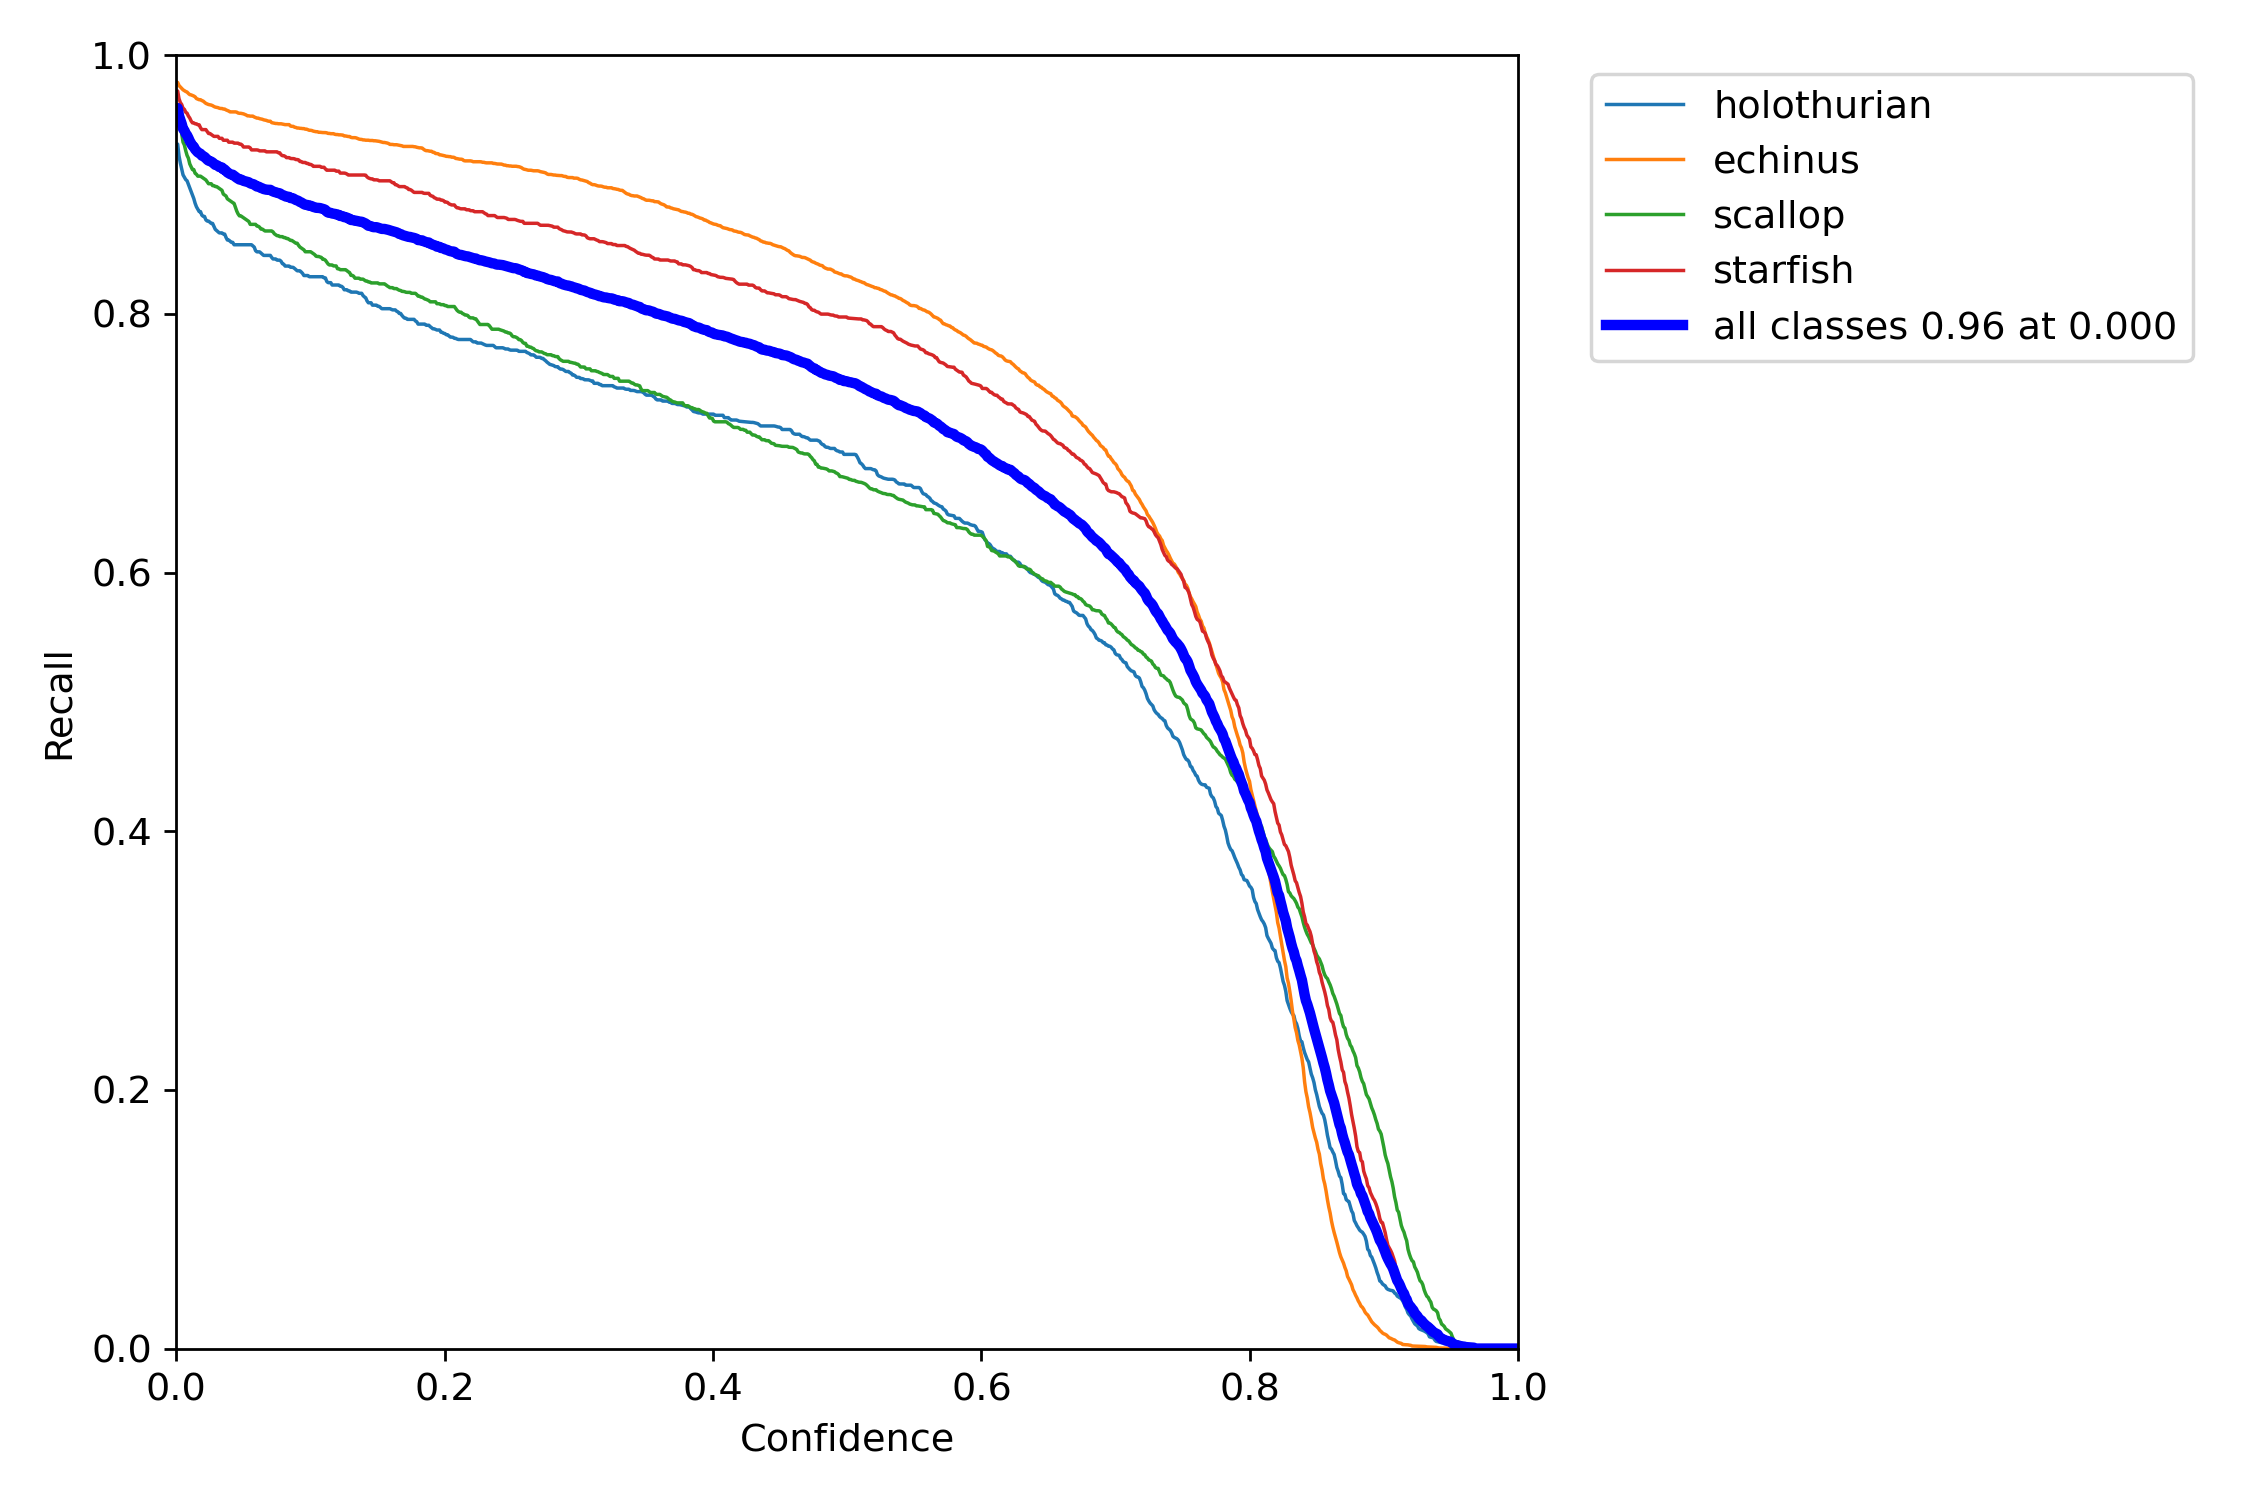 1.0
0.8
0.6
0.4
0.2
0.0
Recall
0.0 0.2 0.4 0.6 0.8 1.0
Confidence
holothurian
echinus
scallop
starfish
all classes 0.96 at 0.000